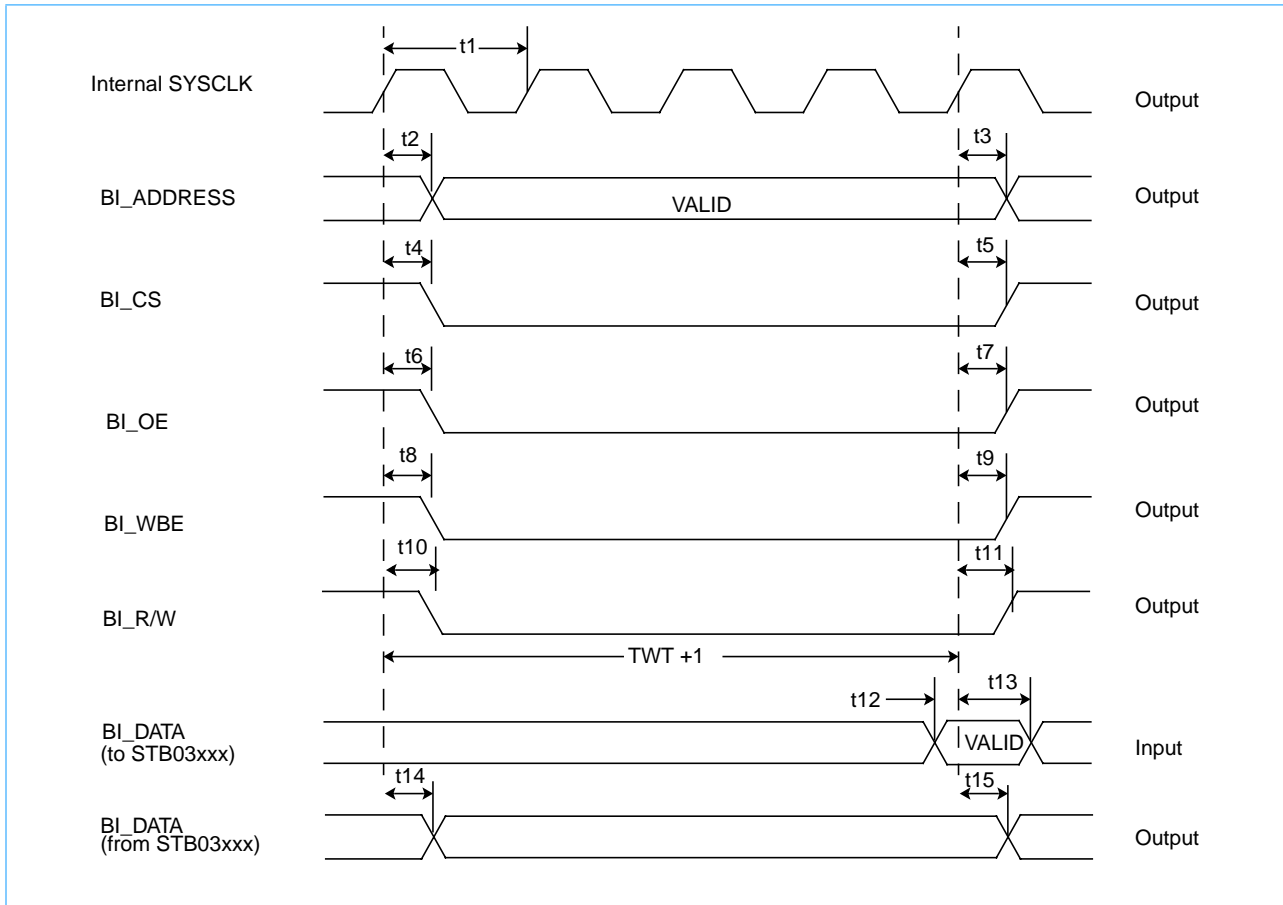 t1
Internal SYSCLK
Output
t2
t3
BI_ADDRESS
VALID
Output
t4
t5
BI_CS
Output
t6
t7
BI_OE
Output
t8
t9
BI_WBE
Output
t10
t11
BI_R/W
Output
TWT +1
t12
t13
BI_DATA
(to STB03xxx)
VALID
Input
t14
t15
BI_DATA
(from STB03xxx)
Output